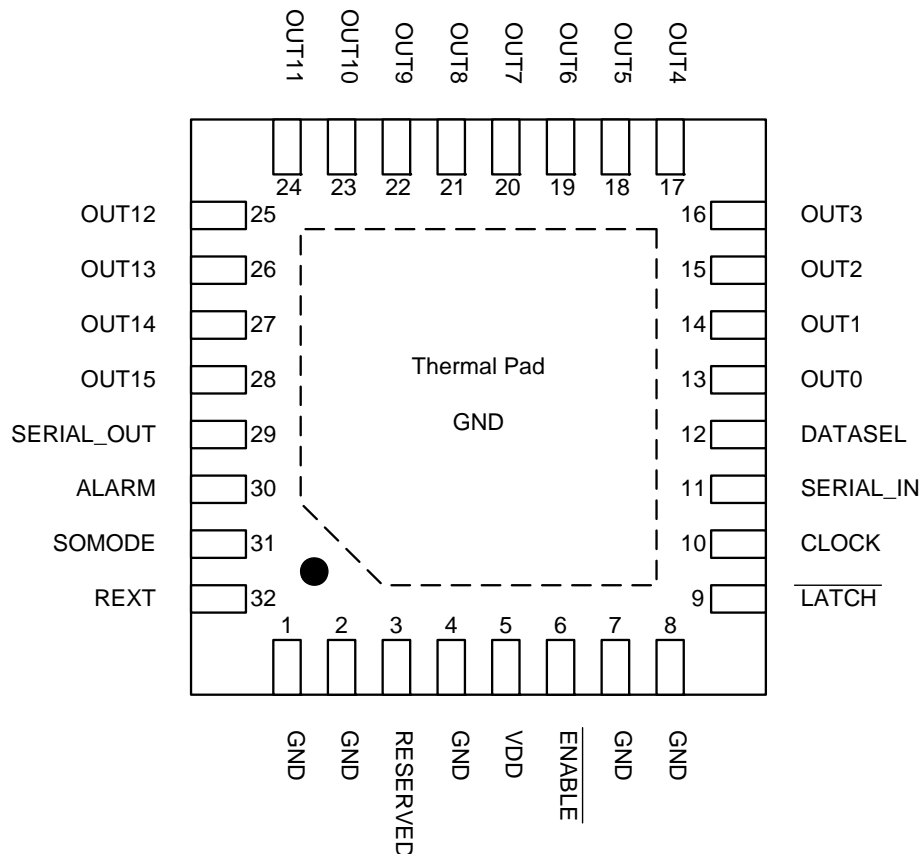 OUT11 OUT10 OUT9 OUT8 OUT7 OUT6 OUT5 OUT4
24 23 22 21 20 19 18 17
OUT12 25 16 OUT3
OUT13 26 15 OUT2
OUT14 27 14 OUT1
Thermal Pad
OUT15 28 13 OUT0
GND
SERIAL_OUT 29 12 DATASEL
ALARM 30 11 SERIAL_IN
SOMODE 31 10 CLOCK
REXT 32 9 LATCH
1 2 3 4 5 6 7 8
GND GND RESERVED GND VDD ENABLE GND GND